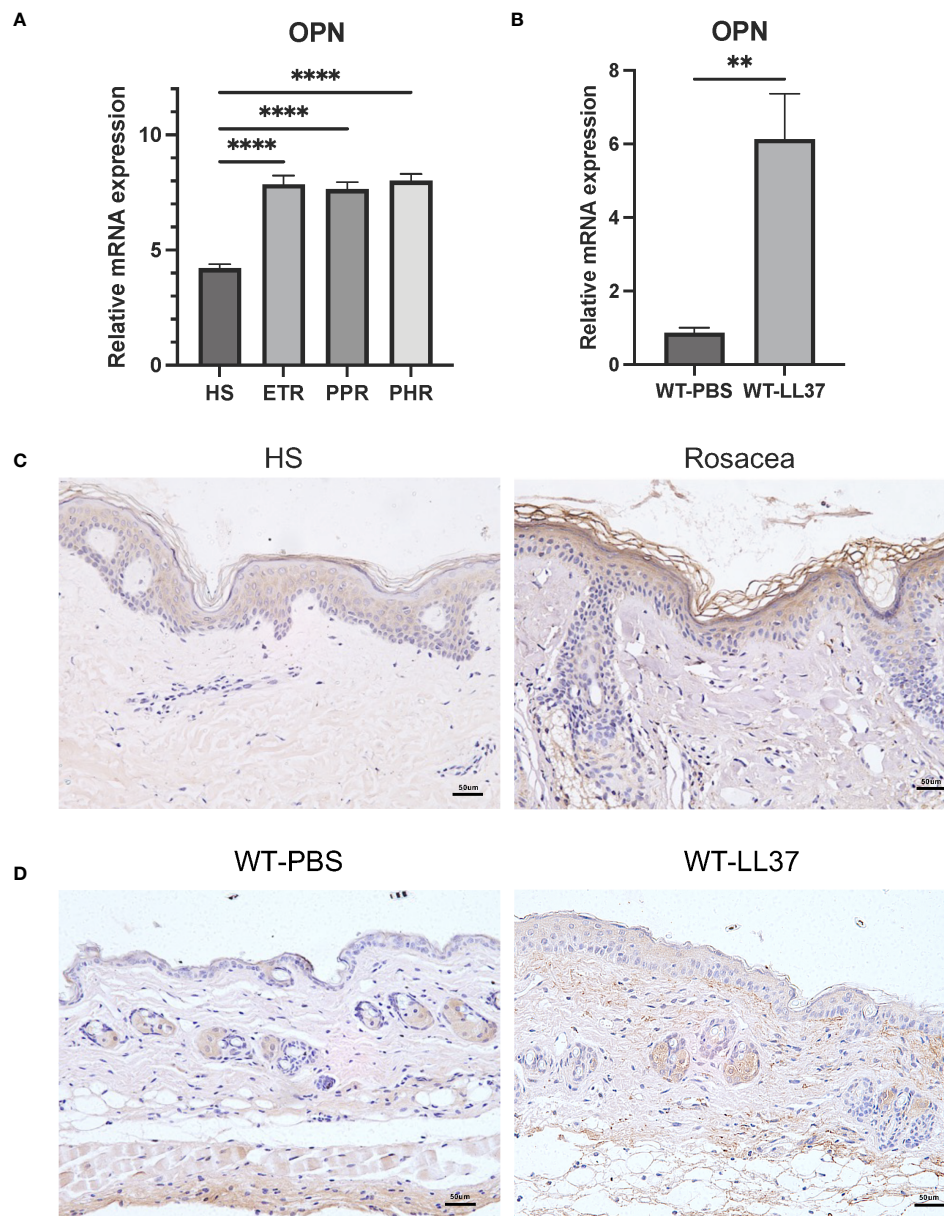 A
OPN
Relative mRNA expression
10
5
0
****
****
****
HS ETR PPR PHR
B
OPN
Relative mRNA expression
8
6
4
2
0
**
WT-PBS WT-LL37
C
HS
Rosacea
50um
50um
D
WT-PBS
WT-LL37
50um
50um